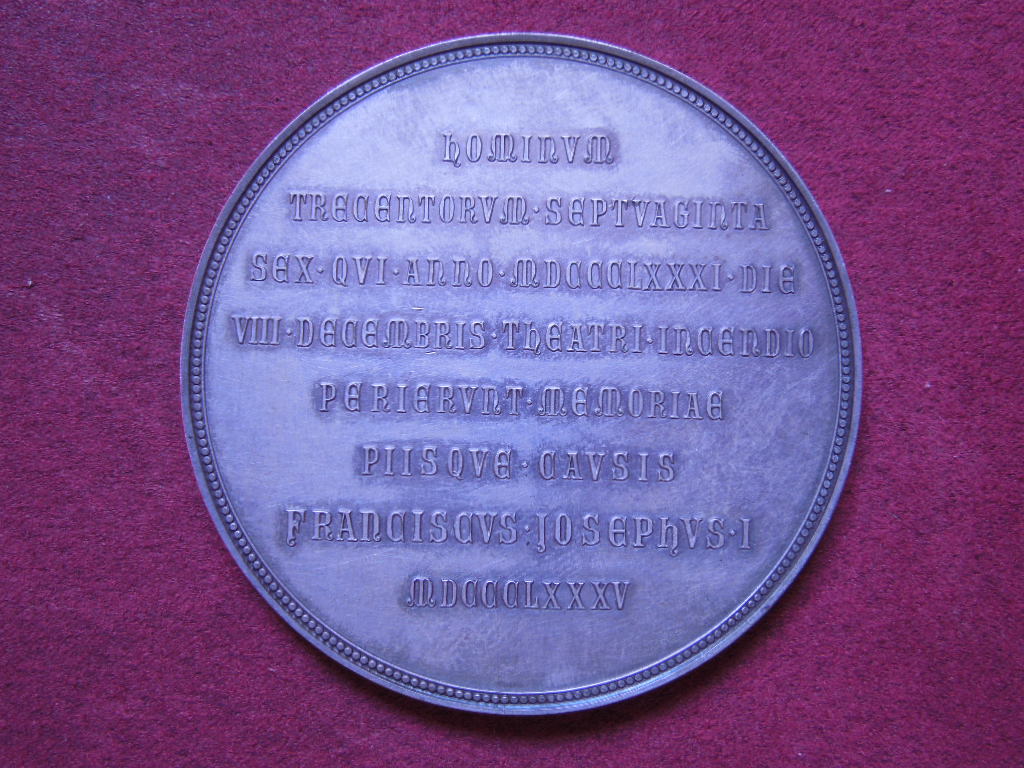 hOMINVM
TRECENTORVM·SEPTVAGINTA
SEX·QVI·ANNO·MDCCCLXXXI·DIE
VIII·DECEMBRIS·ThEATRI·INCENDIO
PERIERVNT·MEMORIAE
PIISQVE·CAVSIS
FRANCISCVS·JOSEPhVS·I
MDCCCLXXXV